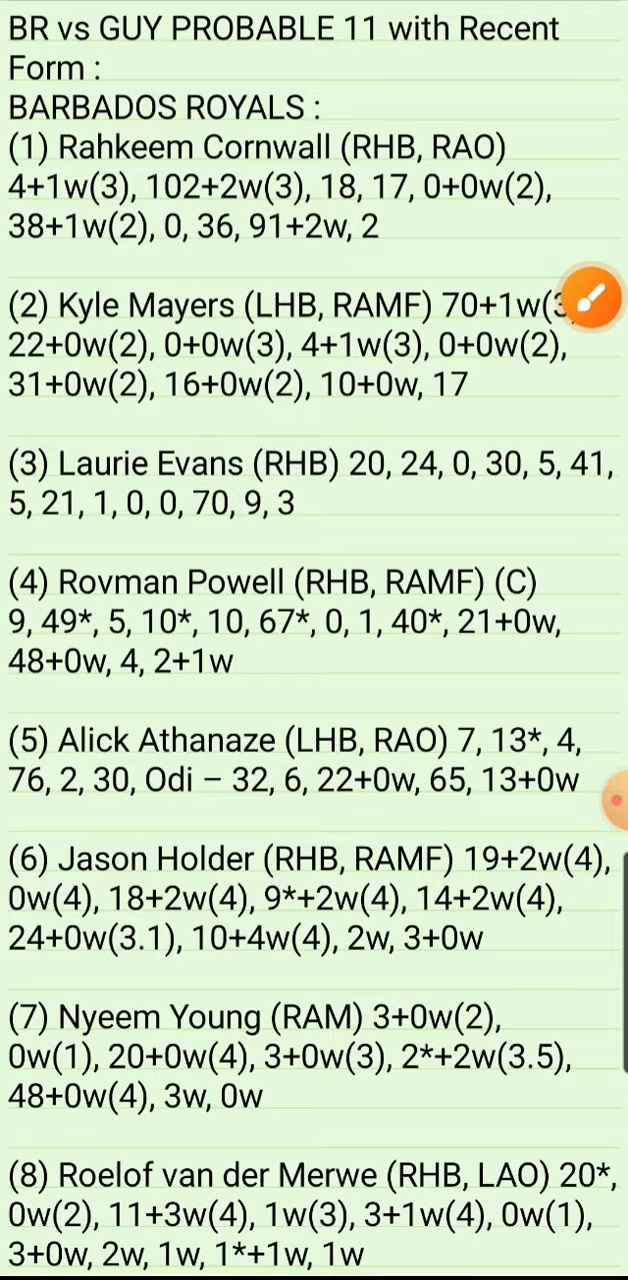 BR vs GUY PROBABLE 11 with Recent
Form :
BARBADOS ROYALS :
(1) Rahkeem Cornwall (RHB, RAO)
4+1w(3), 102+2w(3), 18, 17, 0+0w(2),
38+1w(2), 0, 36, 91+2w, 2
(2) Kyle Mayers (LHB, RAMF) 70+1w(3
22+0w(2), 0+0w(3), 4+1w(3), 0+0w(2),
31+0w(2), 16+0w(2), 10+0w, 17
(3) Laurie Evans (RHB) 20, 24, 0, 30, 5, 41,
5, 21, 1, 0, 0, 70, 9, 3
(4) Rovman Powell (RHB, RAMF) (C)
9, 49*, 5, 10*, 10, 67*, 0, 1, 40*, 21+0w,
48+0w, 4, 2+1w
(5) Alick Athanaze (LHB, RAO) 7, 13*, 4,
76, 2, 30, Odi – 32, 6, 22+0w, 65, 13+0w
(6) Jason Holder (RHB, RAMF) 19+2w(4),
0w(4), 18+2w(4), 9*+2w(4), 14+2w(4),
24+0w(3.1), 10+4w(4), 2w, 3+0w
(7) Nyeem Young (RAM) 3+0w(2),
0w(1), 20+0w(4), 3+0w(3), 2*+2w(3.5),
48+0w(4), 3w, 0w
(8) Roelof van der Merwe (RHB, LAO) 20*,
0w(2), 11+3w(4), 1w(3), 3+1w(4), 0w(1),
3+0w, 2w, 1w, 1*+1w, 1w